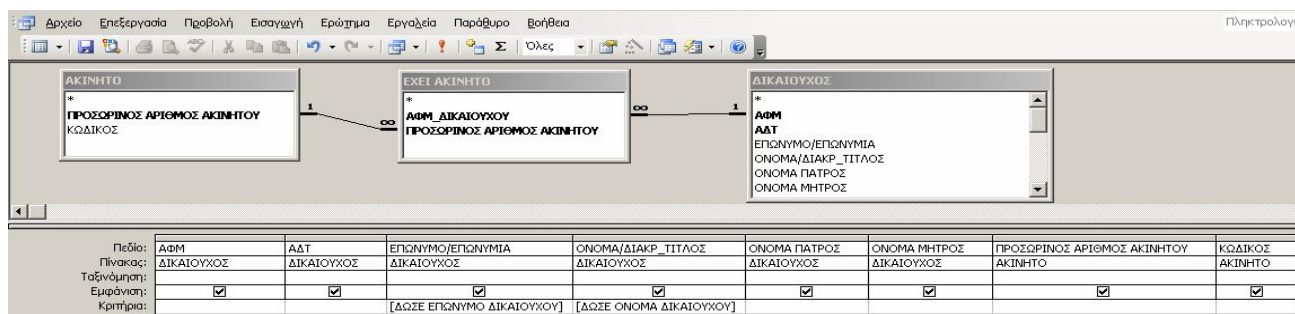 Αρχείο Επεξεργασία Προβολή Εισαγωγή Ερώτημα Εργαλεία Παράθυρο Βοήθεια Πληκτρολογή
Όλες
ΑΚΙΝΗΤΟ
*
ΠΡΟΣΩΡΙΝΟΣ ΑΡΙΘΜΟΣ ΑΚΙΝΗΤΟΥ
ΚΩΔΙΚΟΣ
1
∞
ΕΧΕΙ ΑΚΙΝΗΤΟ
*
ΑΦΜ_ΔΙΚΑΙΟΥΧΟΥ
ΠΡΟΣΩΡΙΝΟΣ ΑΡΙΘΜΟΣ ΑΚΙΝΗΤΟΥ
∞
1
ΔΙΚΑΙΟΥΧΟΣ
*
ΑΦΜ
ΑΔΤ
ΕΠΩΝΥΜΟ/ΕΠΩΝΥΜΙΑ
ΟΝΟΜΑ/ΔΙΑΚΡ_ΤΙΤΛΟΣ
ΟΝΟΜΑ ΠΑΤΡΟΣ
ΟΝΟΜΑ ΜΗΤΡΟΣ
Πεδίο: ΑΦΜ ΑΔΤ ΕΠΩΝΥΜΟ/ΕΠΩΝΥΜΙΑ ΟΝΟΜΑ/ΔΙΑΚΡ_ΤΙΤΛΟΣ ΟΝΟΜΑ ΠΑΤΡΟΣ ΟΝΟΜΑ ΜΗΤΡΟΣ ΠΡΟΣΩΡΙΝΟΣ ΑΡΙΘΜΟΣ ΑΚΙΝΗΤΟΥ ΚΩΔΙΚΟΣ
Πίνακας: ΔΙΚΑΙΟΥΧΟΣ ΔΙΚΑΙΟΥΧΟΣ ΔΙΚΑΙΟΥΧΟΣ ΔΙΚΑΙΟΥΧΟΣ ΔΙΚΑΙΟΥΧΟΣ ΔΙΚΑΙΟΥΧΟΣ ΑΚΙΝΗΤΟ ΑΚΙΝΗΤΟ
Ταξινόμηση:
Εμφάνιση:
Κριτήρια: [ΔΩΣΕ ΕΠΩΝΥΜΟ ΔΙΚΑΙΟΥΧΟΥ] [ΔΩΣΕ ΟΝΟΜΑ ΔΙΚΑΙΟΥΧΟΥ]